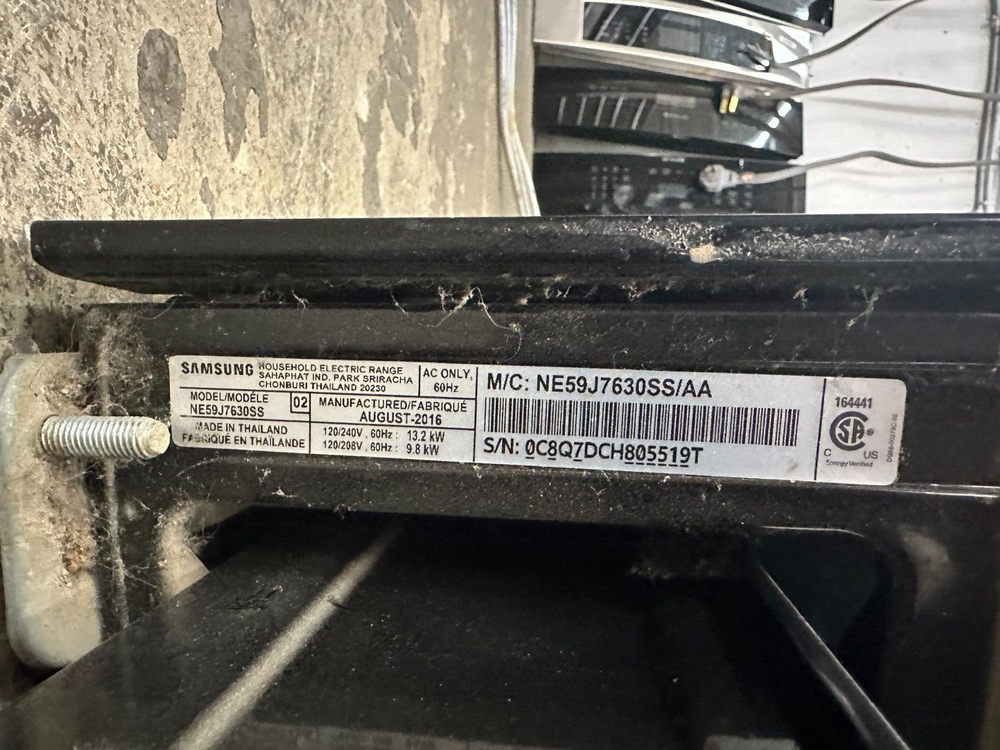 SAMSUNG HOUSEHOLD ELECTRIC RANGE
SAHAPHAT IND. PARK SRIRACHA
CHONBURI THAILAND 20230
AC ONLY,
60Hz
MODEL/MODÈLE
NE59J7630SS
02
MANUFACTURED/FABRIQUÉ
AUGUST-2016
MADE IN THAILAND
FABRIQUÉ EN THAÏLANDE
120/240V , 60Hz : 13.2 kW
120/208V , 60Hz : 9.8 kW
M/C: NE59J7630SS/AA
S/N: 0C8Q7DCH805519T
164441
SA®
C US
Energy Verified